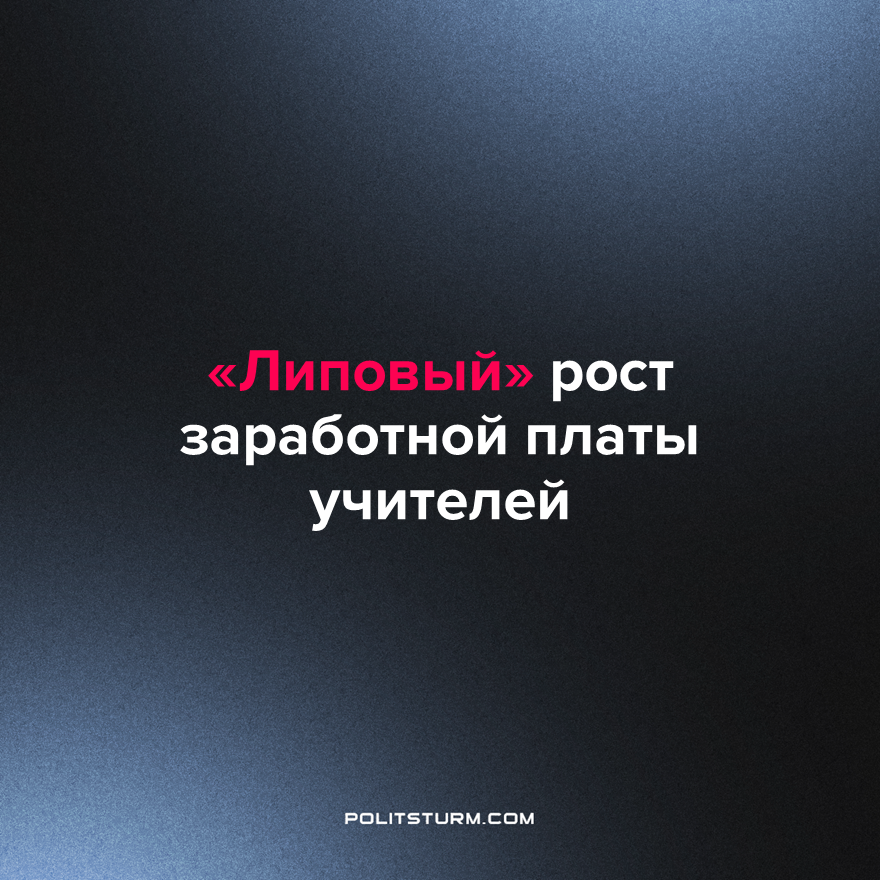 «Липовый» рост
заработной платы
учителей
POLITSTURM.COM